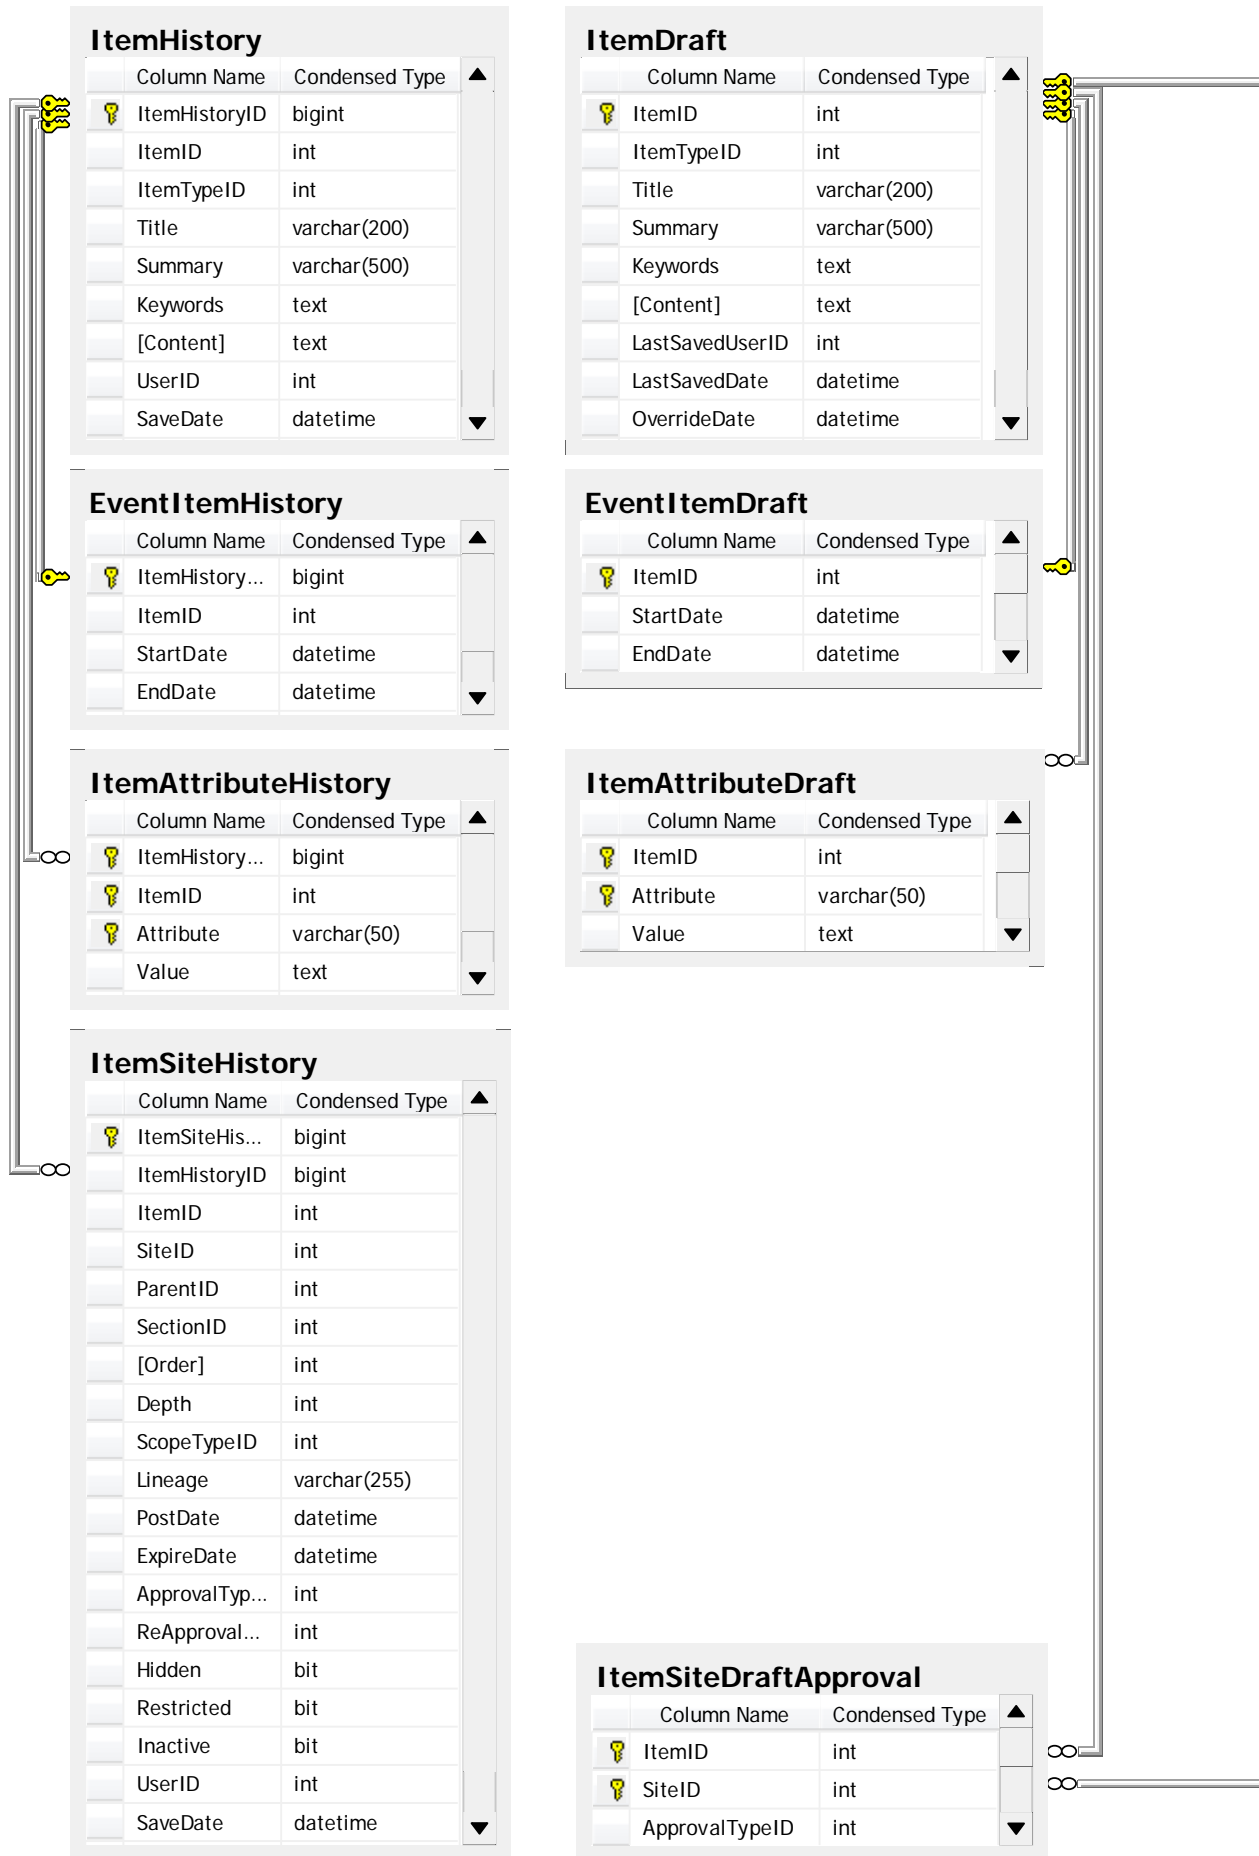 ItemHistory
Column Name Condensed Type
ItemHistoryID bigint
ItemID int
ItemTypeID int
Title varchar(200)
Summary varchar(500)
Keywords text
[Content] text
UserID int
SaveDate datetime
ItemDraft
Column Name Condensed Type
ItemID int
ItemTypeID int
Title varchar(200)
Summary varchar(500)
Keywords text
[Content] text
LastSavedUserID int
LastSavedDate datetime
OverrideDate datetime
EventItemHistory
Column Name Condensed Type
ItemHistory... bigint
ItemID int
StartDate datetime
EndDate datetime
EventItemDraft
Column Name Condensed Type
ItemID int
StartDate datetime
EndDate datetime
ItemAttributeHistory
Column Name Condensed Type
ItemHistory... bigint
ItemID int
Attribute varchar(50)
Value text
ItemAttributeDraft
Column Name Condensed Type
ItemID int
Attribute varchar(50)
Value text
ItemSiteHistory
Column Name Condensed Type
ItemSiteHis... bigint
ItemHistoryID bigint
ItemID int
SiteID int
ParentID int
SectionID int
[Order] int
Depth int
ScopeTypeID int
Lineage varchar(255)
PostDate datetime
ExpireDate datetime
ApprovalTyp... int
ReApproval... int
Hidden bit
Restricted bit
Inactive bit
UserID int
SaveDate datetime
ItemSiteDraftApproval
Column Name Condensed Type
ItemID int
SiteID int
ApprovalTypeID int